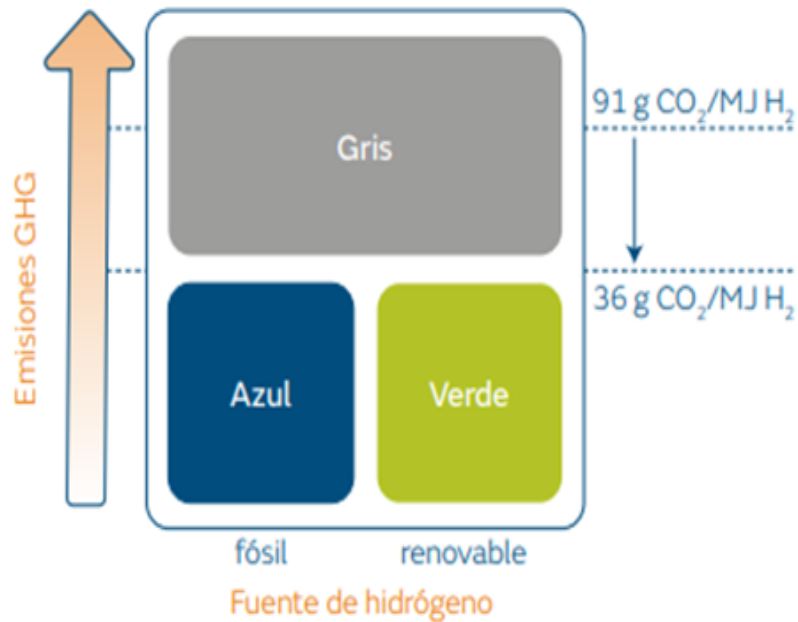 Emisiones GHG
91 g CO₂/MJ H₂
Gris
36 g CO₂/MJ H₂
Azul
Verde
fósil
renovable
Fuente de hidrógeno